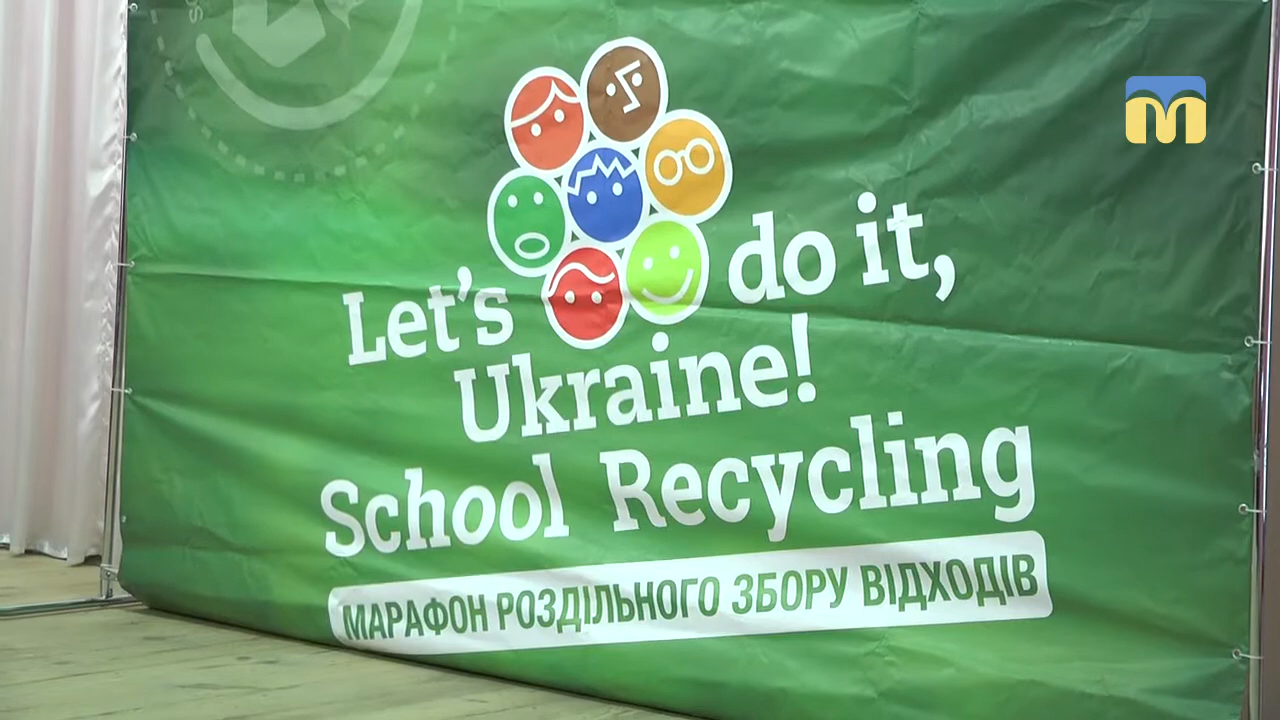 Let's do it,
Ukraine!
School Recycling
МАРАФОН РОЗДІЛЬНОГО ЗБОРУ ВІДХОДІВ